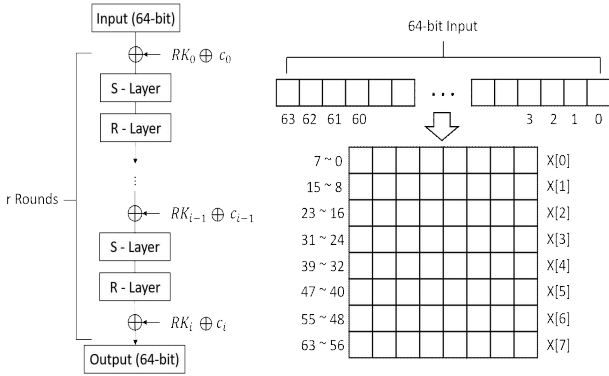 Input (64-bit)
RK₀ ⊕ c₀
S - Layer
R - Layer
⋮
r Rounds
RKᵢ₋₁ ⊕ cᵢ₋₁
S - Layer
R - Layer
RKᵢ ⊕ cᵢ
Output (64-bit)
64-bit Input
• • •
63 62 61 60 3 2 1 0
7 ~ 0 X[0]
15 ~ 8 X[1]
23 ~ 16 X[2]
31 ~ 24 X[3]
39 ~ 32 X[4]
47 ~ 40 X[5]
55 ~ 48 X[6]
63 ~ 56 X[7]